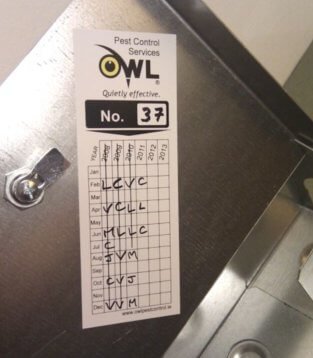 Pest Control
Services
OWL
®
Quietly effective.
No. 37
YEAR 2008 2009 2010 2011 2012 2013
Jan
Feb L C V C
Mar
Apr V C L L
May
Jun M L L C
Jul C
Aug J V M
Sep
Oct C V J
Nov
Dec V V M
www.owlpestcontrol.ie